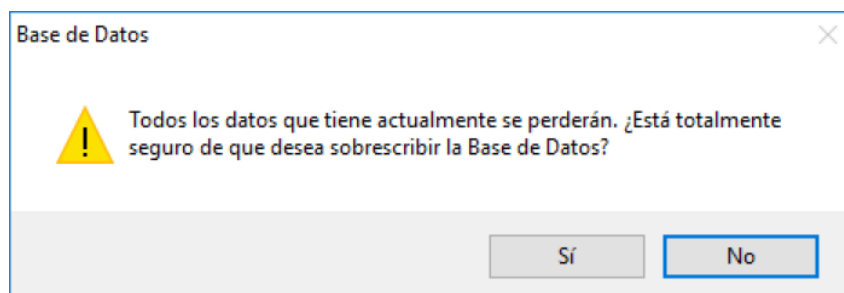 Base de Datos
Todos los datos que tiene actualmente se perderán. ¿Está totalmente
seguro de que desea sobrescribir la Base de Datos?
Sí
No